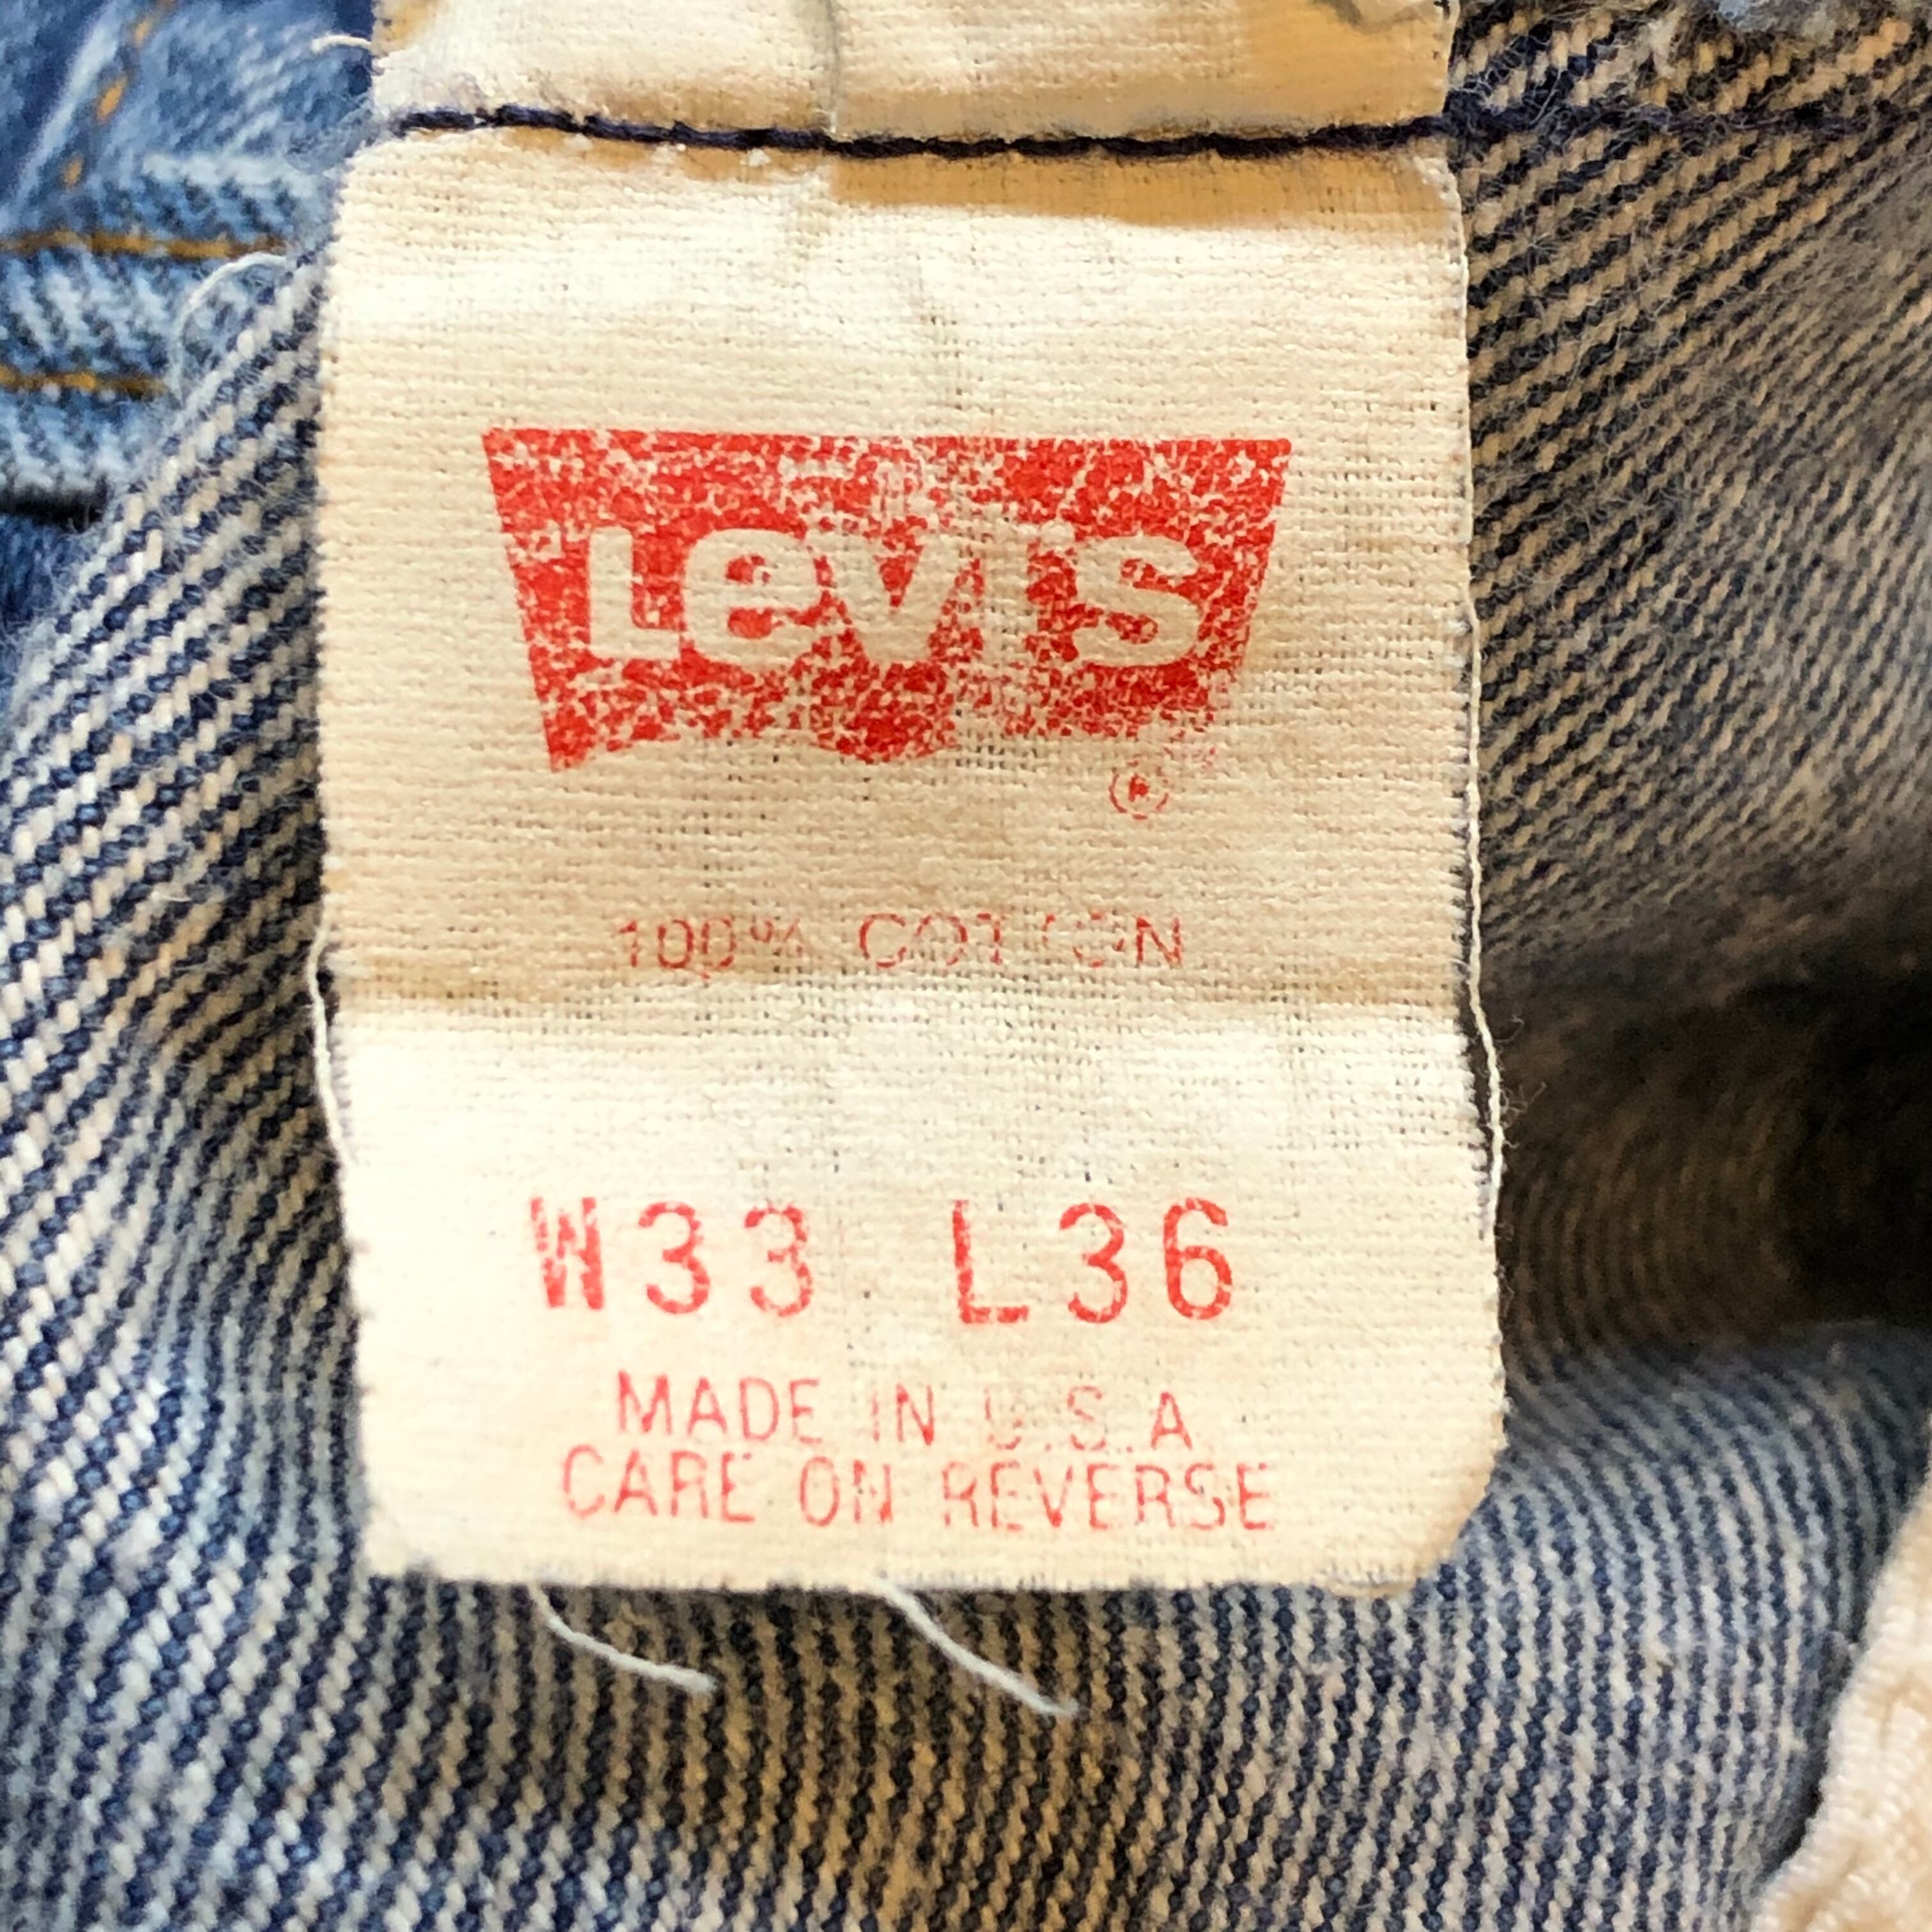 Levi's
®
100% COTTON
W33 L36
MADE IN U.S.A
CARE ON REVERSE